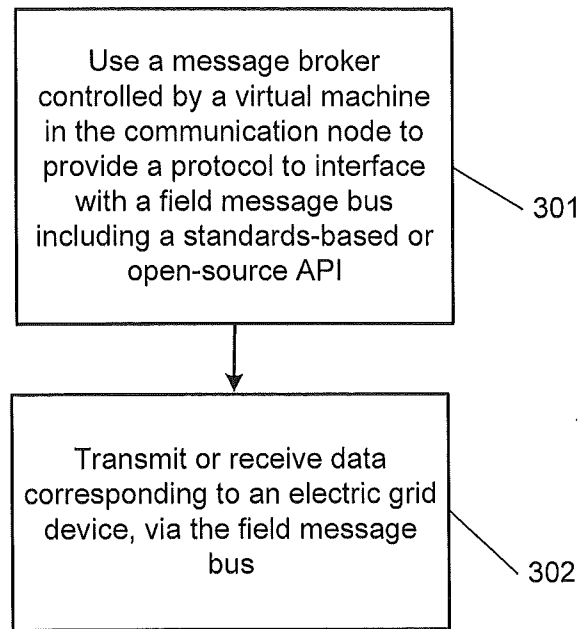 Use a message broker
controlled by a virtual machine
in the communication node to
provide a protocol to interface
with a field message bus
including a standards-based or
open-source API
301
Transmit or receive data
corresponding to an electric grid
device, via the field message
bus
302